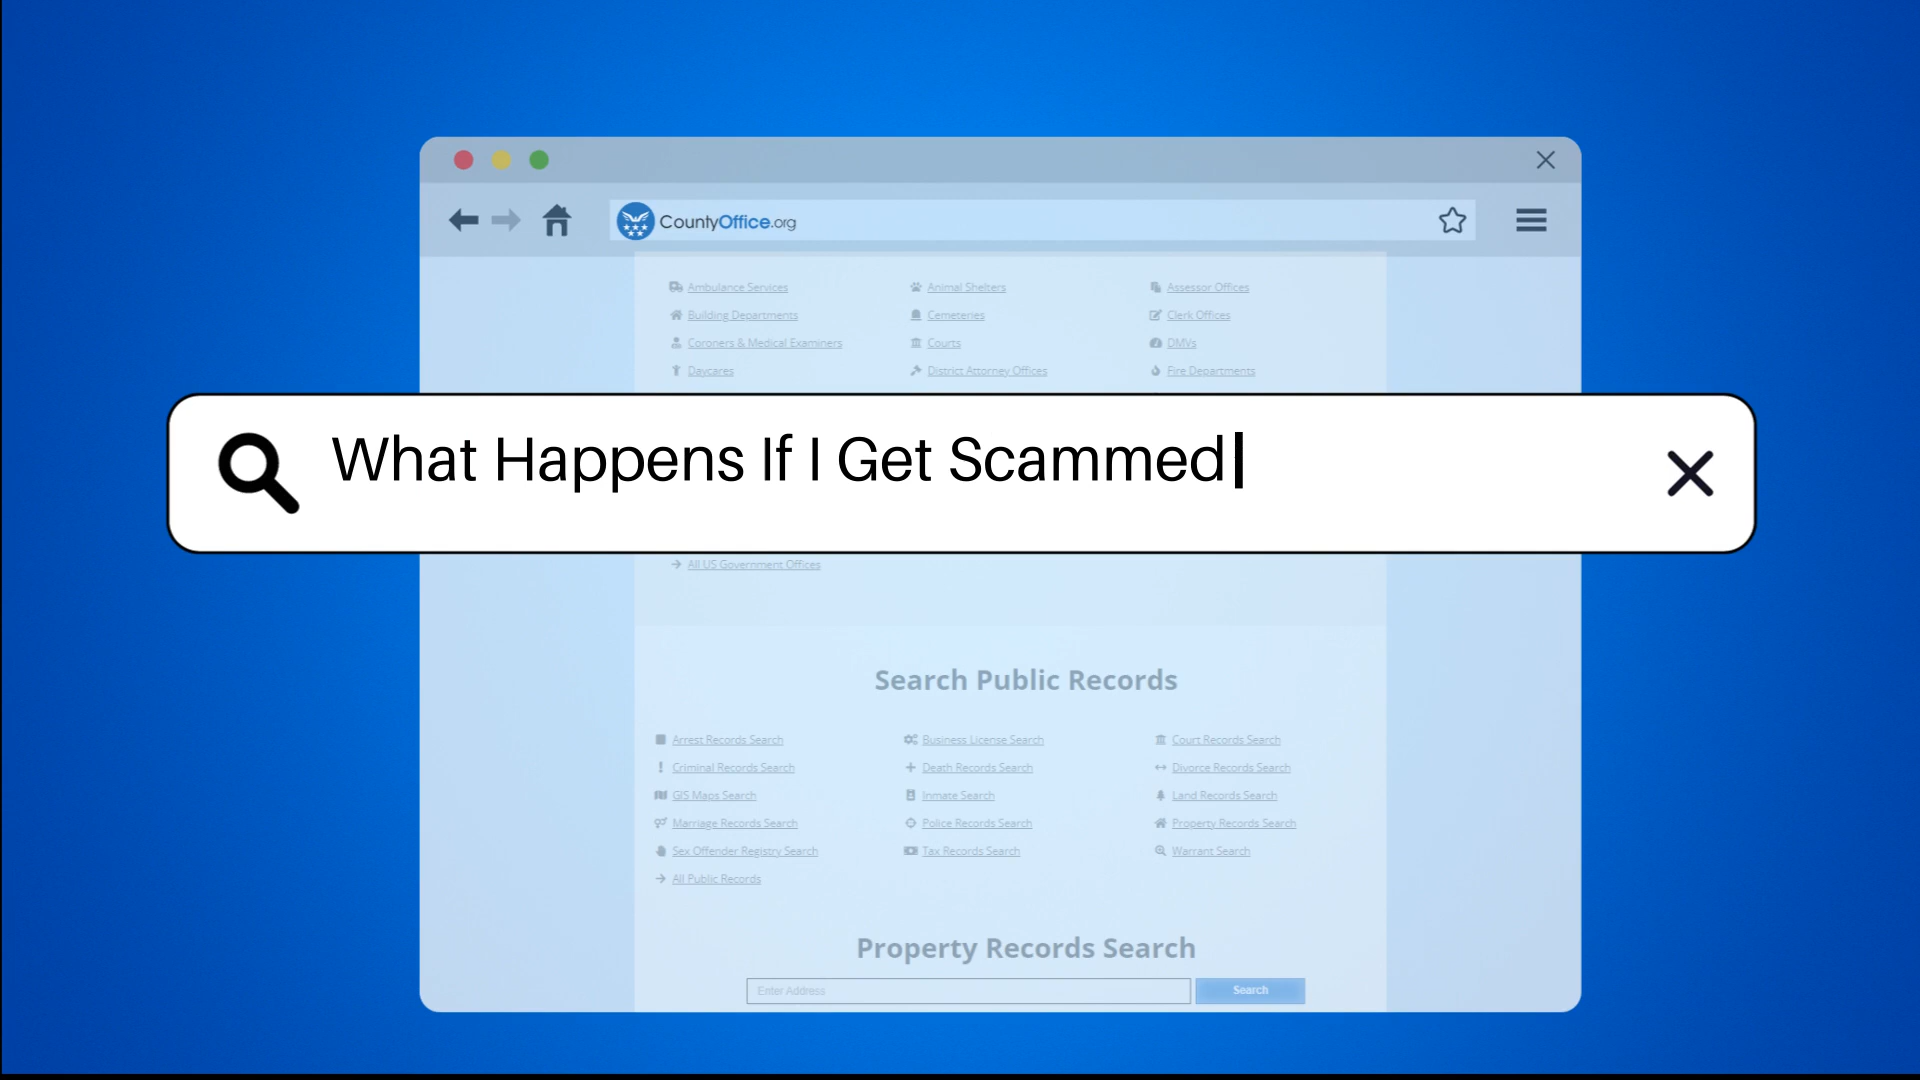 CountyOffice.org
Ambulance Services Animal Shelters Assessor Offices
Building Departments Cemeteries Clerk Offices
Coroners & Medical Examiners Courts DMVs
Daycares District Attorney Offices Fire Departments
What Happens If I Get Scammed
All US Government Offices
Search Public Records
Arrest Records Search Business License Search Court Records Search
Criminal Records Search Death Records Search Divorce Records Search
GIS Maps Search Inmate Search Land Records Search
Marriage Records Search Police Records Search Property Records Search
Sex Offender Registry Search Tax Records Search Warrant Search
All Public Records
Property Records Search
Enter Address Search